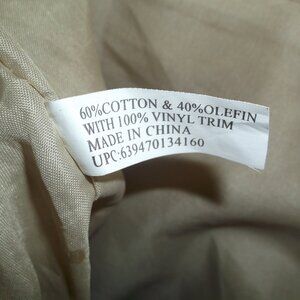 60%COTTON & 40%OLEFIN
WITH 100% VINYL TRIM
MADE IN CHINA
UPC:639470134160